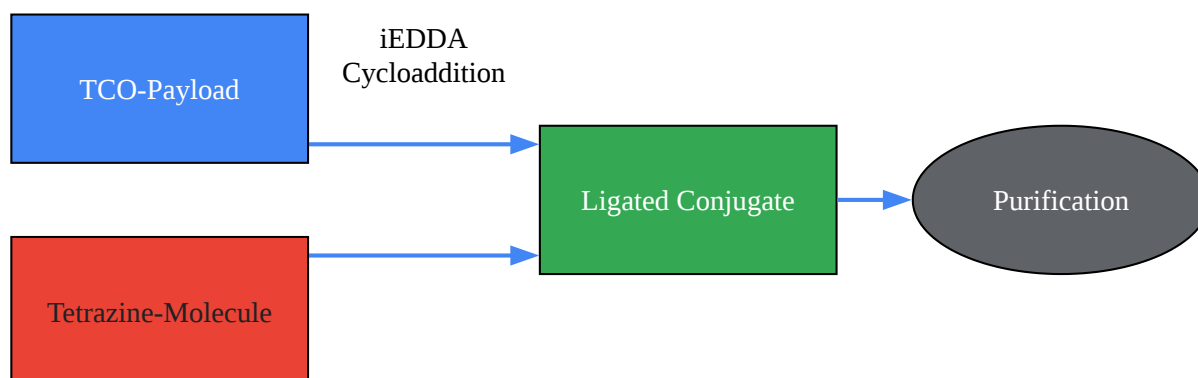 TCO-Payload
iEDDA
Cycloaddition
Ligated Conjugate
Purification
Tetrazine-Molecule